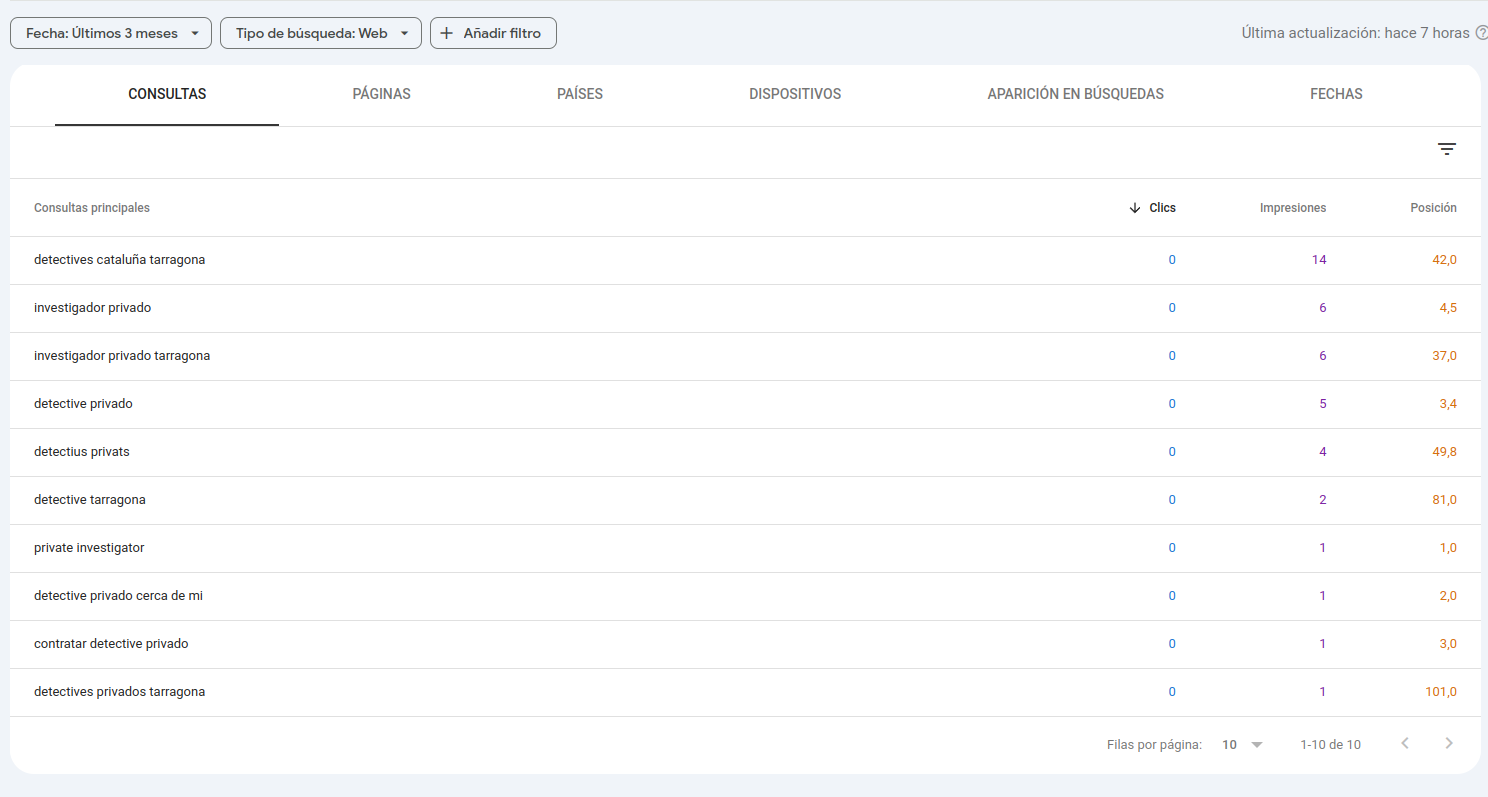 Fecha: Últimos 3 meses Tipo de búsqueda: Web Añadir filtro Última actualización: hace 7 horas
CONSULTAS PÁGINAS PAÍSES DISPOSITIVOS APARICIÓN EN BÚSQUEDAS FECHAS
Consultas principales Clics Impresiones Posición
detectives cataluña tarragona 0 14 42,0
investigador privado 0 6 4,5
investigador privado tarragona 0 6 37,0
detective privado 0 5 3,4
detectius privats 0 4 49,8
detective tarragona 0 2 81,0
private investigator 0 1 1,0
detective privado cerca de mi 0 1 2,0
contratar detective privado 0 1 3,0
detectives privados tarragona 0 1 101,0
Filas por página: 10 1-10 de 10